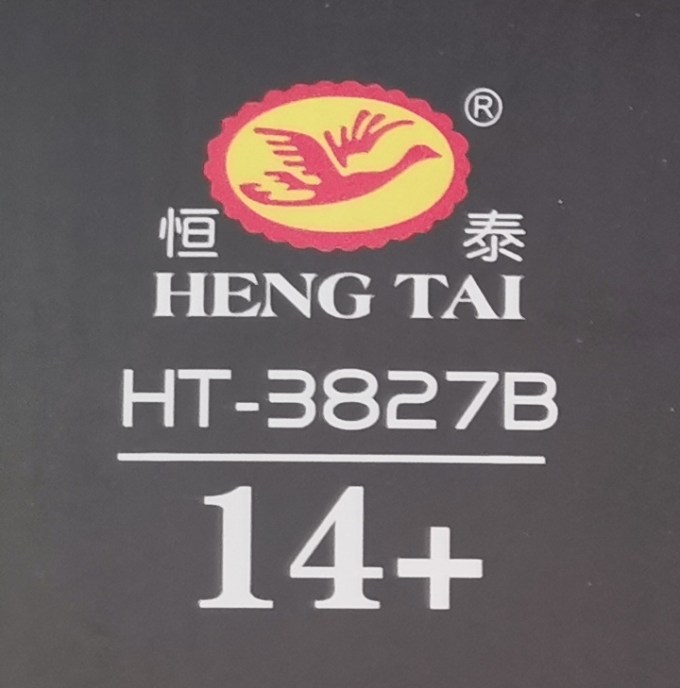 ®
恒 泰
HENG TAI
HT-3827B
14+